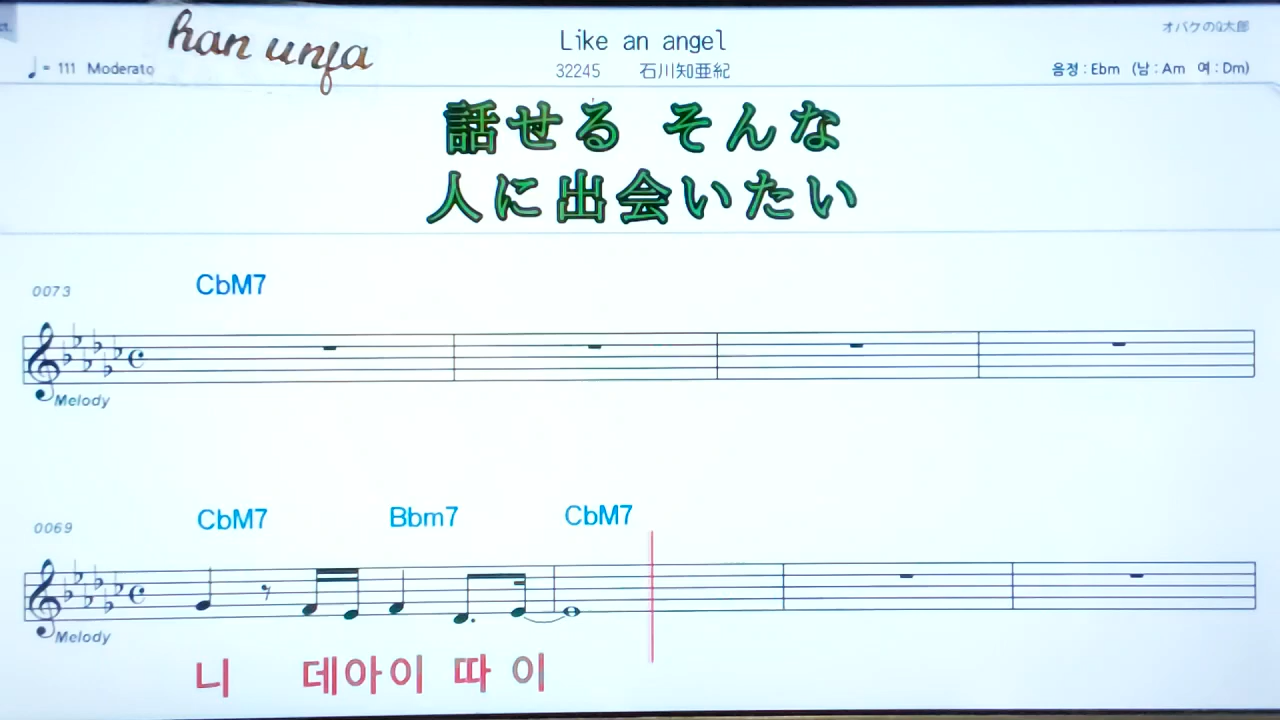 han unfa
Like an angel
オバケのQ太郎
♩= 111 Moderato
32245 石川知亜紀
음정 : Ebm (남 : Am 여 : Dm)
話せる そんな
人に出会いたい
CbM7
0073
Melody
CbM7 Bbm7 CbM7
0069
Melody
니 데아이 따 이